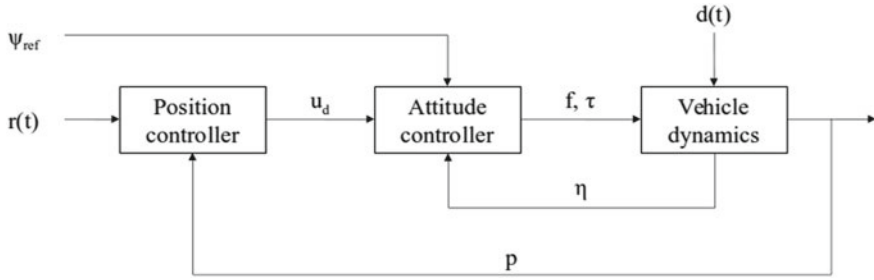 d(t)
Ψref
r(t)
Position
controller
ud
Attitude
controller
f, τ
Vehicle
dynamics
η
p